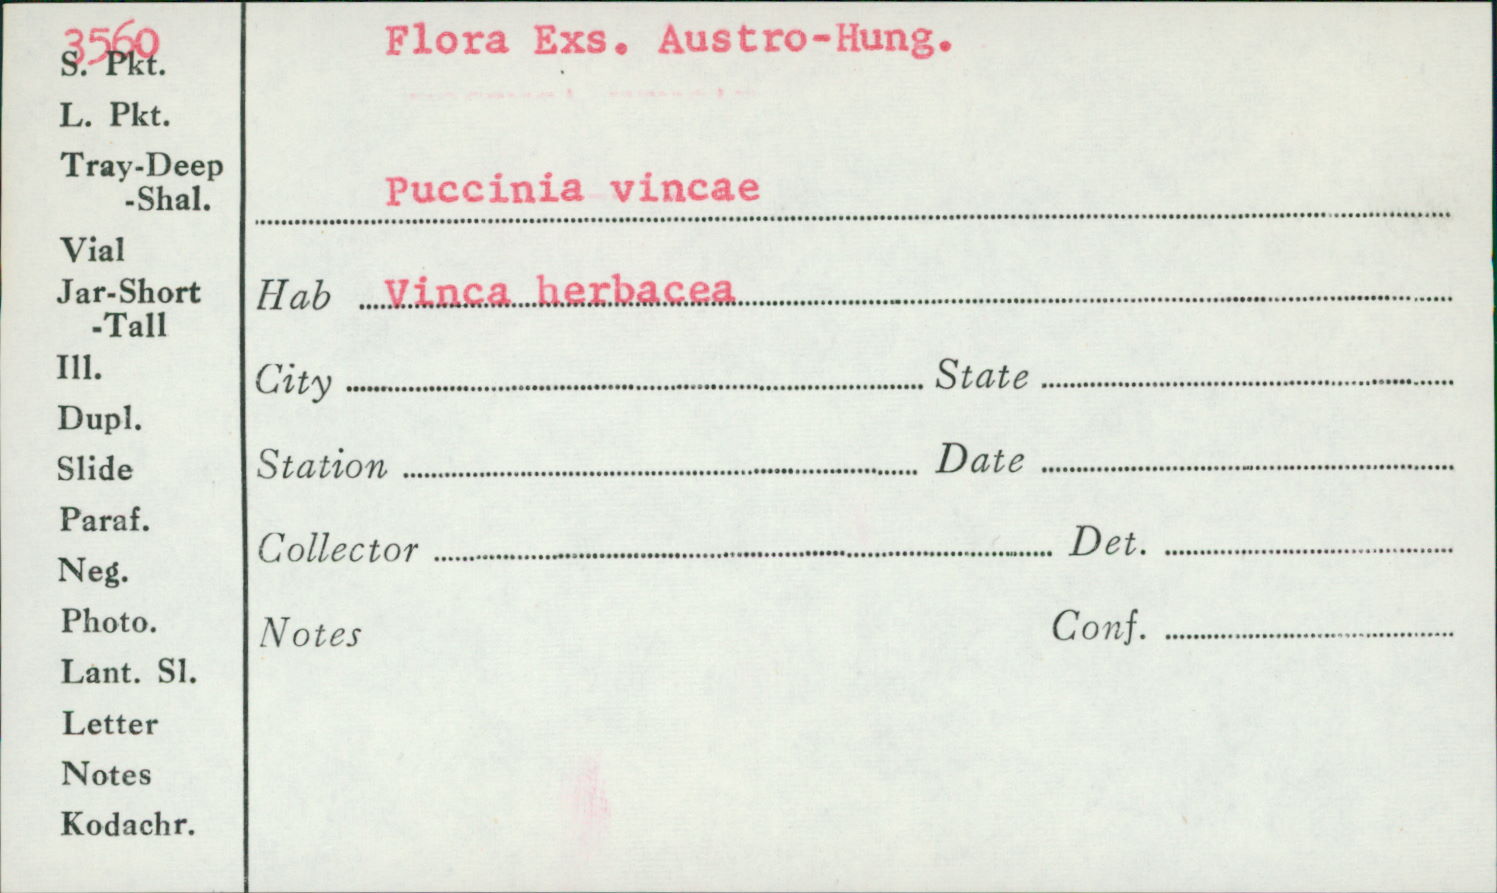 3560
Flora Exs. Austro-Hung.
S. Pkt.
L. Pkt.
Tray-Deep
-Shal.
Puccinia vincae
Vial
Jar-Short
-Tall
Hab Vinca herbacea
Ill.
City State
Dupl.
Slide
Station Date
Paraf.
Collector Det.
Neg.
Photo.
Notes Conf.
Lant. Sl.
Letter
Notes
Kodachr.